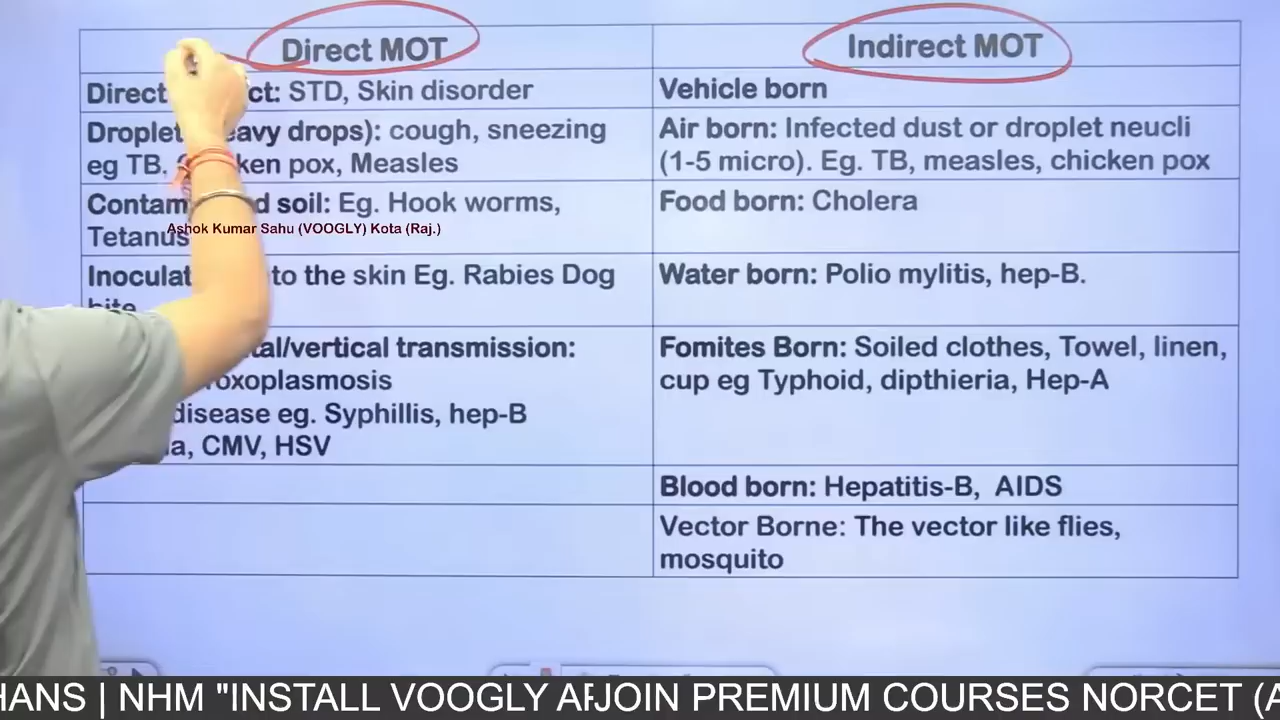 Direct MOT
Indirect MOT
Direct ct: STD, Skin disorder
Vehicle born
Droplet eavy drops): cough, sneezing
eg TB. ken pox, Measles
Air born: Infected dust or droplet neucli
(1-5 micro). Eg. TB, measles, chicken pox
Contam d soil: Eg. Hook worms,
Tetanus
Ashok Kumar Sahu (VOOGLY) Kota (Raj.)
Food born: Cholera
Inoculat to the skin Eg. Rabies Dog
bite
Water born: Polio mylitis, hep-B.
tal/vertical transmission:
oxoplasmosis
disease eg. Syphillis, hep-B
a, CMV, HSV
Fomites Born: Soiled clothes, Towel, linen,
cup eg Typhoid, dipthieria, Hep-A
Blood born: Hepatitis-B, AIDS
Vector Borne: The vector like flies,
mosquito
HANS | NHM "INSTALL VOOGLY AF JOIN PREMIUM COURSES NORCET (A